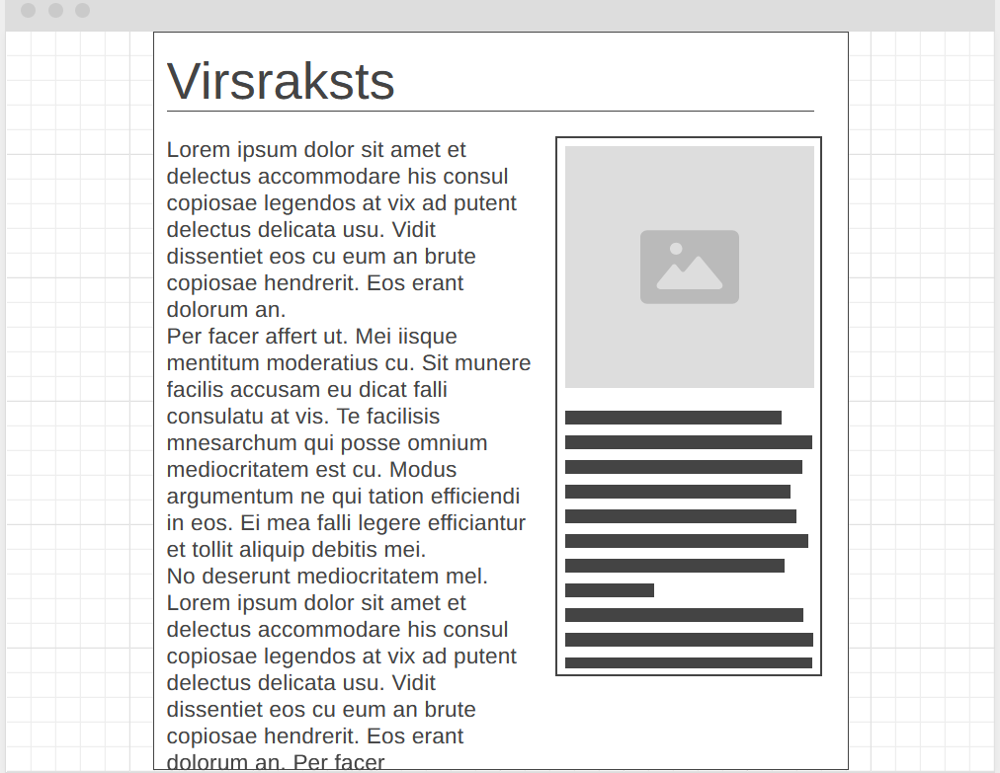 Virsraksts
Lorem ipsum dolor sit amet et
delectus accommodare his consul
copiosae legendos at vix ad putent
delectus delicata usu. Vidit
dissentiet eos cu eum an brute
copiosae hendrerit. Eos erant
dolorum an.
Per facer affert ut. Mei iisque
mentitum moderatius cu. Sit munere
facilis accusam eu dicat falli
consulatu at vis. Te facilisis
mnesarchum qui posse omnium
mediocritatem est cu. Modus
argumentum ne qui tation efficiendi
in eos. Ei mea falli legere efficiantur
et tollit aliquip debitis mei.
No deserunt mediocritatem mel.
Lorem ipsum dolor sit amet et
delectus accommodare his consul
copiosae legendos at vix ad putent
delectus delicata usu. Vidit
dissentiet eos cu eum an brute
copiosae hendrerit. Eos erant
dolorum an. Per facer